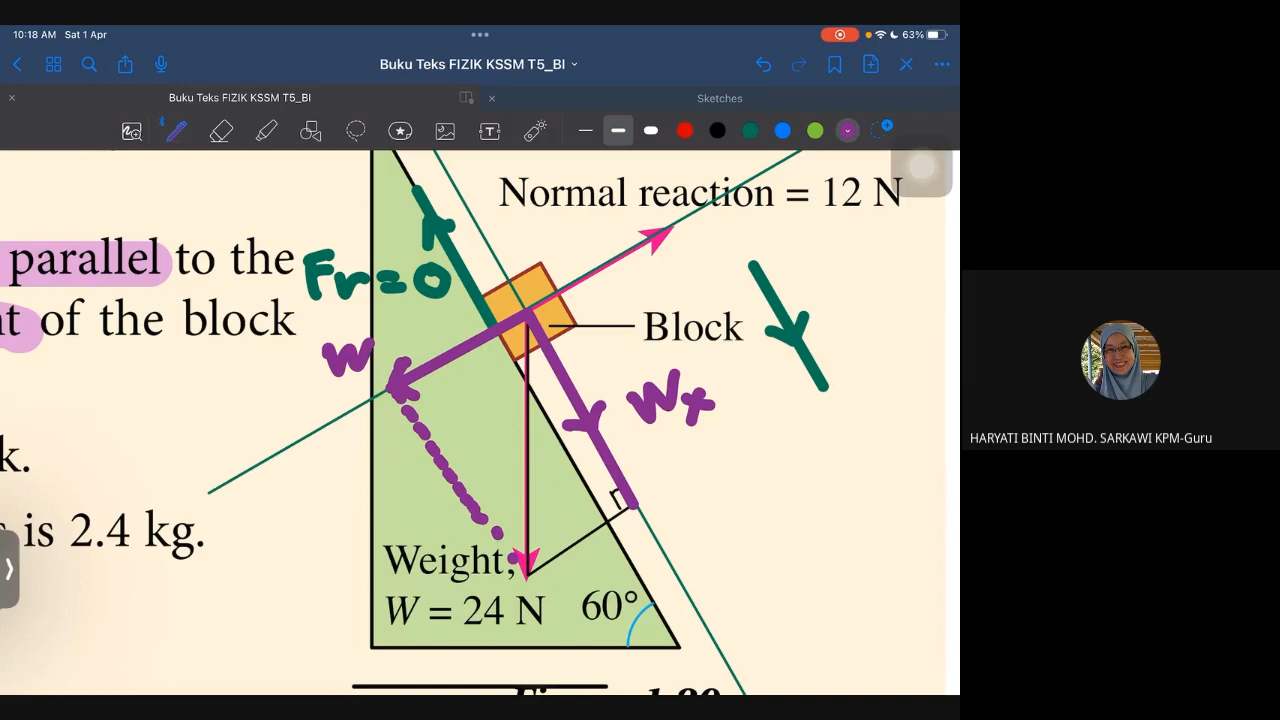 10:18 AM Sat 1 Apr
63%
Buku Teks FIZIK KSSM T5_BI
Buku Teks FIZIK KSSM T5_BI
Sketches
Normal reaction = 12 N
parallel to the
Fr=0
of the block
Block
W
Wx
k.
is 2.4 kg.
Weight,
W = 24 N
60°
HARYATI BINTI MOHD. SARKAWI KPM-Guru